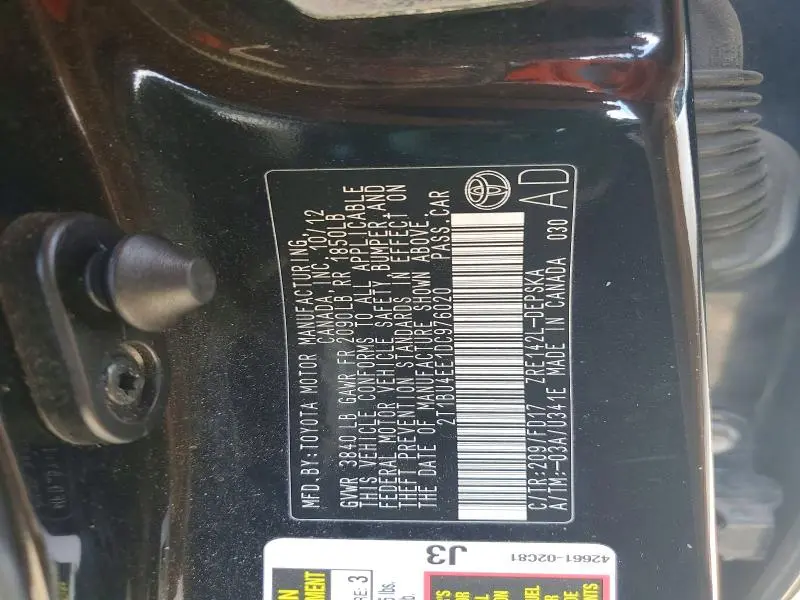 MFD.BY:TOYOTA MOTOR MANUFACTURING
CANADA INC. 10/12
GVWR 3840LB GAWR FR 2090LB RR 1850LB
THIS VEHICLE CONFORMS TO ALL APPLICABLE
FEDERAL MOTOR VEHICLE SAFETY BUMPER AND
THEFT PREVENTION STANDARDS IN EFFECT ON
THE DATE OF MANUFACTURE SHOWN ABOVE
2T1BU4FE1DC976020 PASS CAR
C/TR:209/FD17 ZRE142L-DEPSKA
A/TM:-03A/U341E MADE IN CANADA 030
AD
J3
42661-02C81